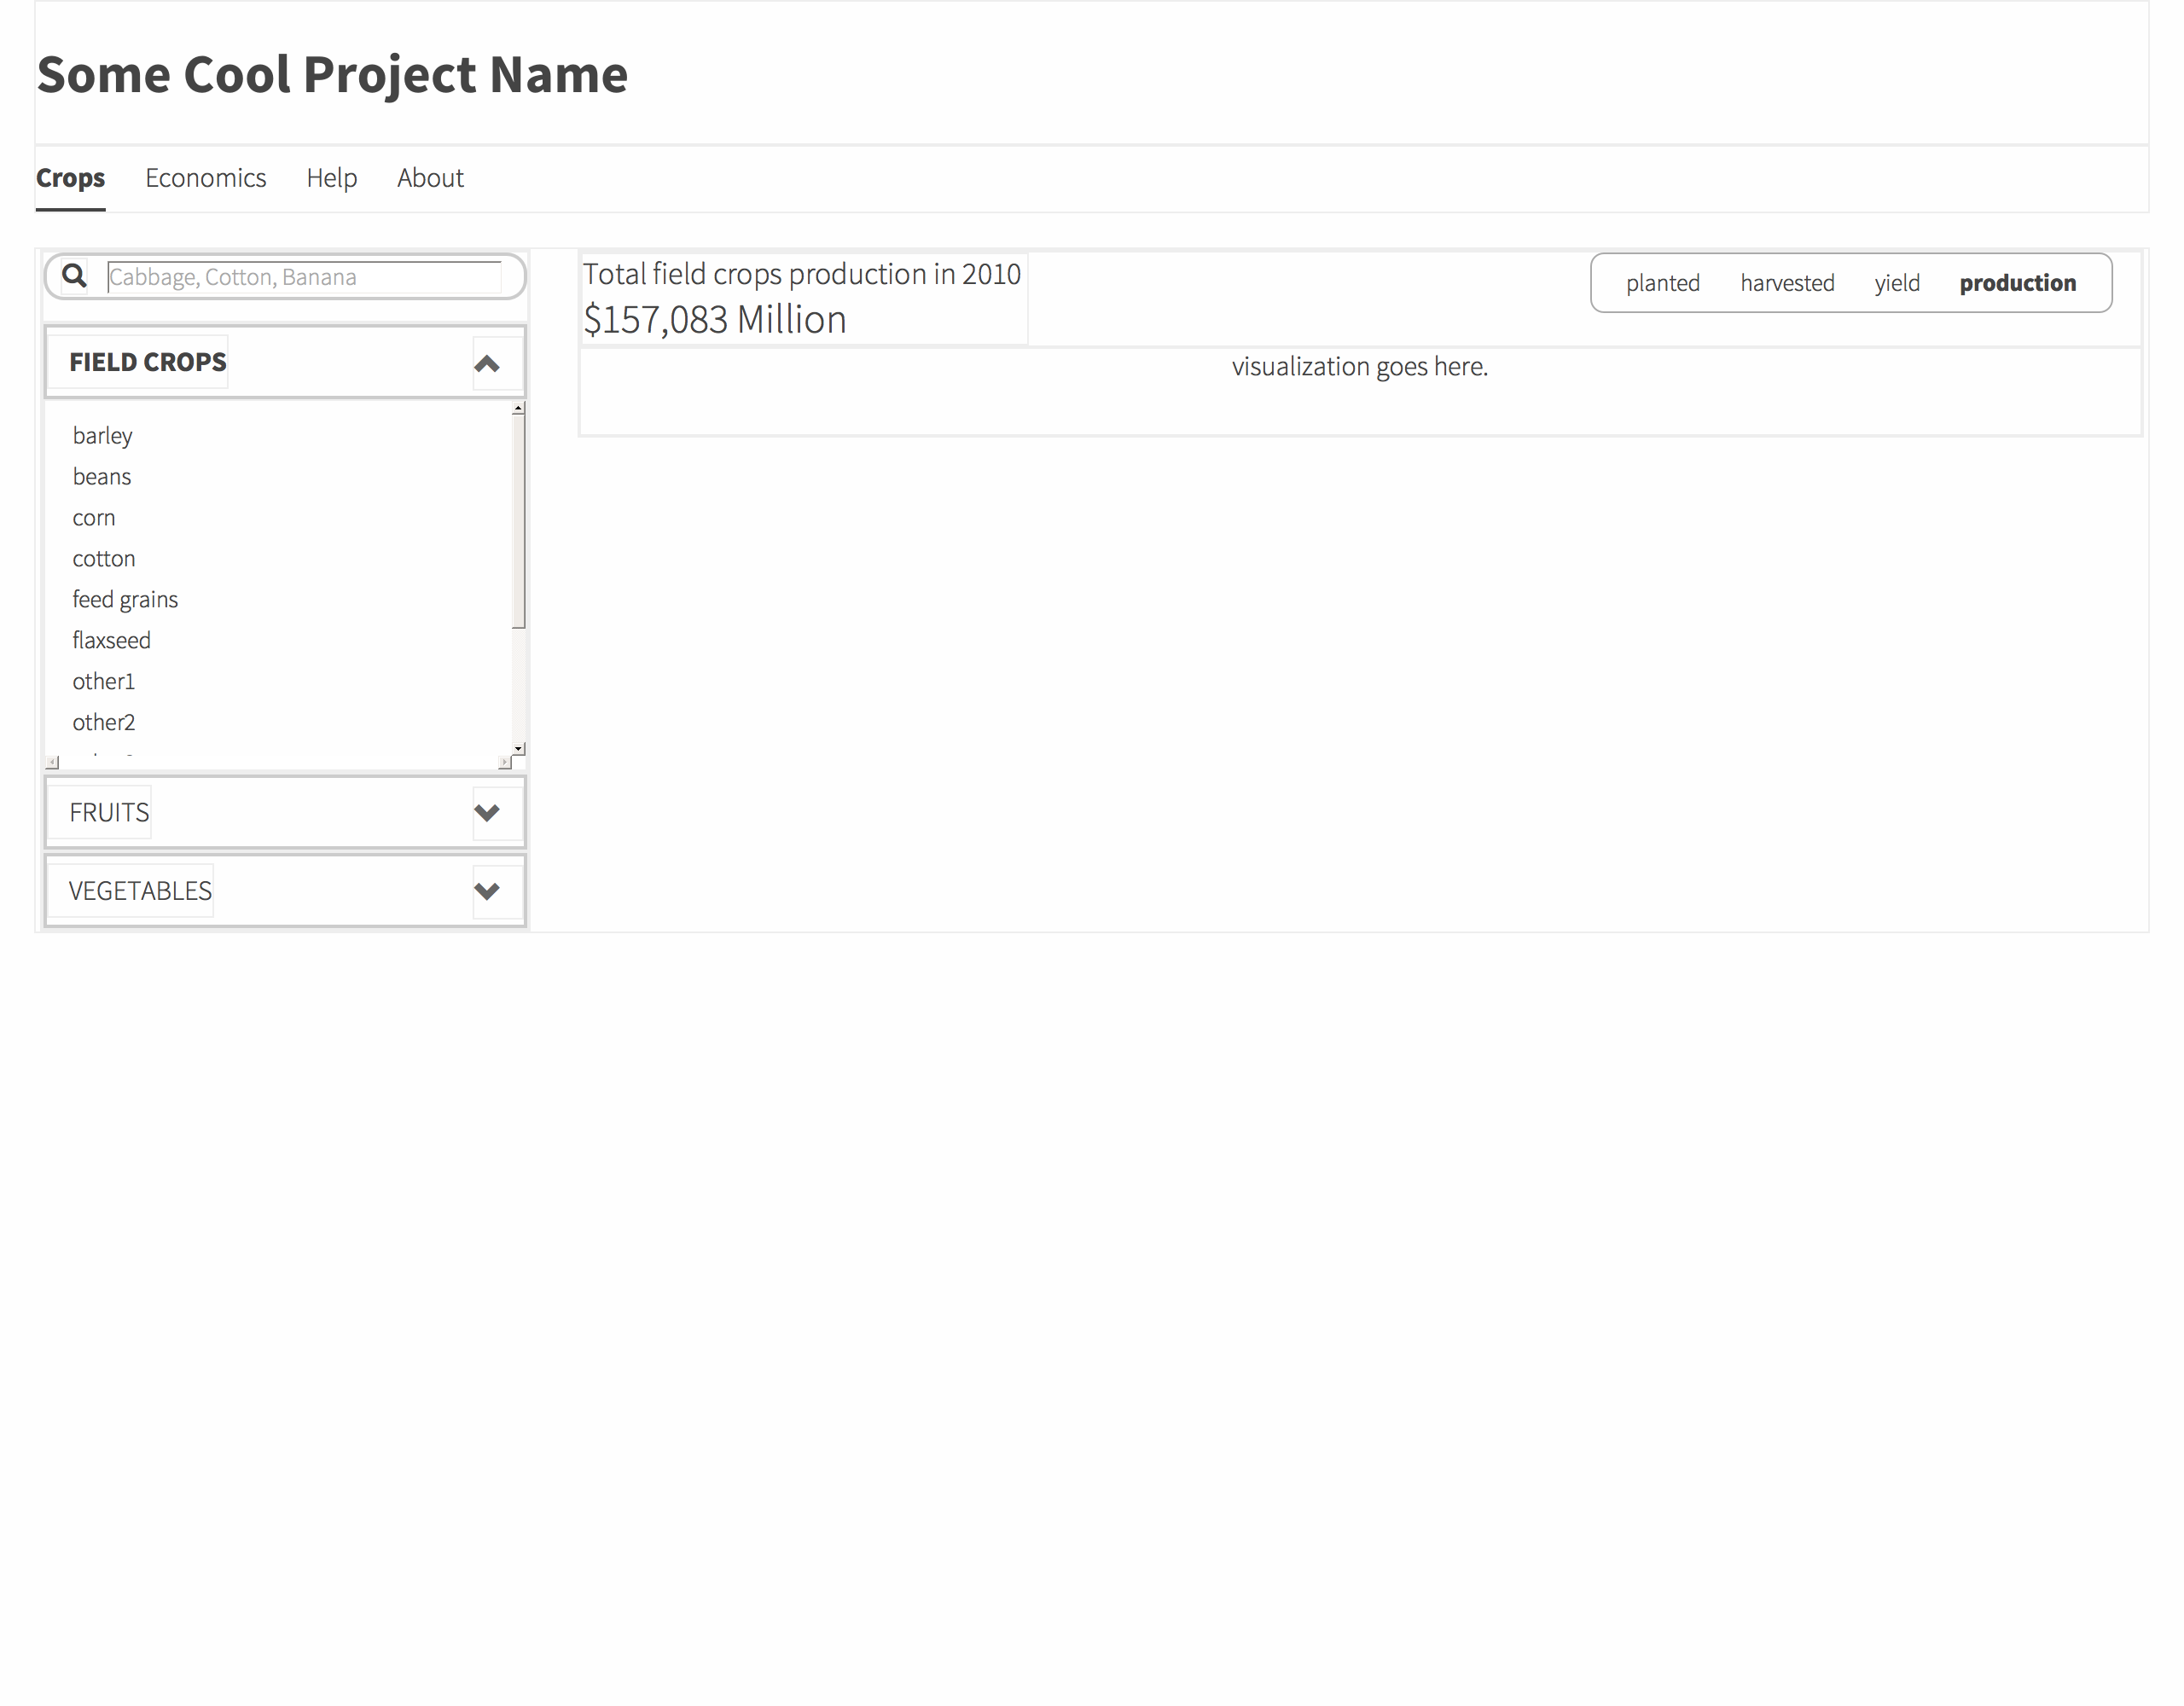 Some Cool Project Name
Crops Economics Help About
Cabbage, Cotton, Banana
Total field crops production in 2010
$157,083 Million
planted harvested yield production
visualization goes here.
FIELD CROPS
barley
beans
corn
cotton
feed grains
flaxseed
other1
other2
FRUITS
VEGETABLES